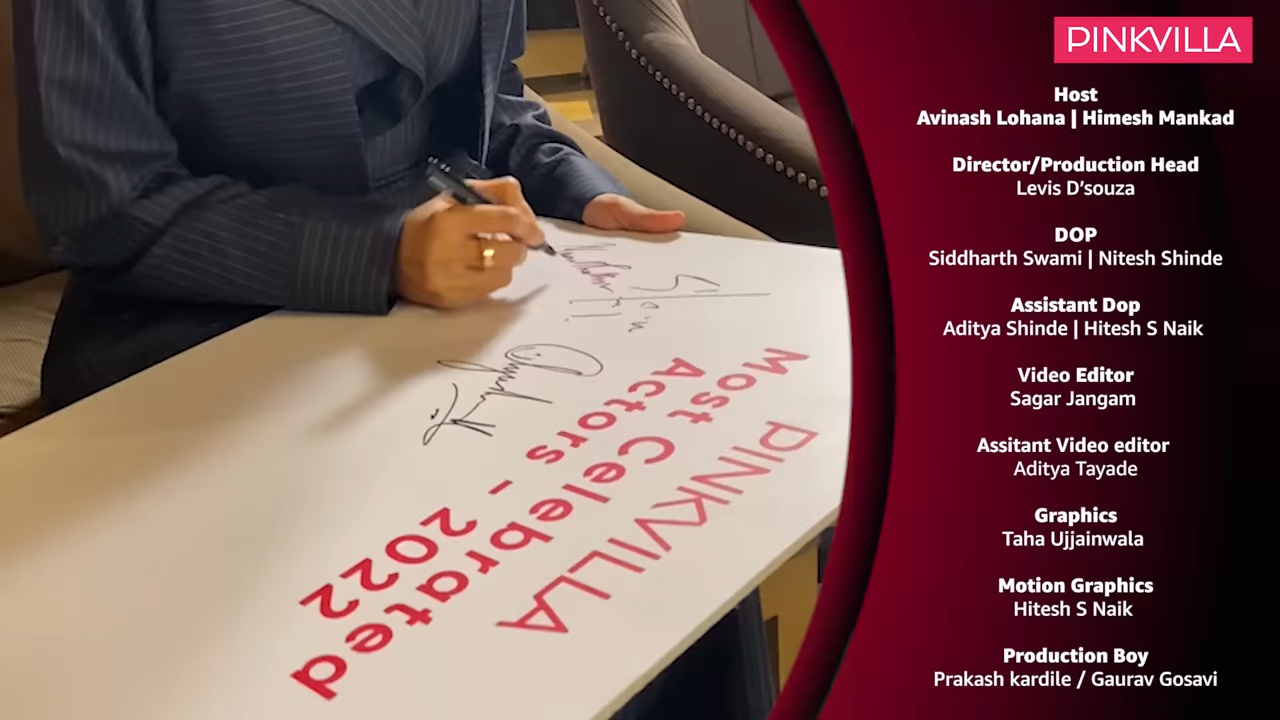 PINKVILLA
Most Celebrated
Actors - 2022
PINKVILLA
Host
Avinash Lohana | Himesh Mankad
Director/Production Head
Levis D'souza
DOP
Siddharth Swami | Nitesh Shinde
Assistant Dop
Aditya Shinde | Hitesh S Naik
Video Editor
Sagar Jangam
Assitant Video editor
Aditya Tayade
Graphics
Taha Ujjainwala
Motion Graphics
Hitesh S Naik
Production Boy
Prakash kardile / Gaurav Gosavi